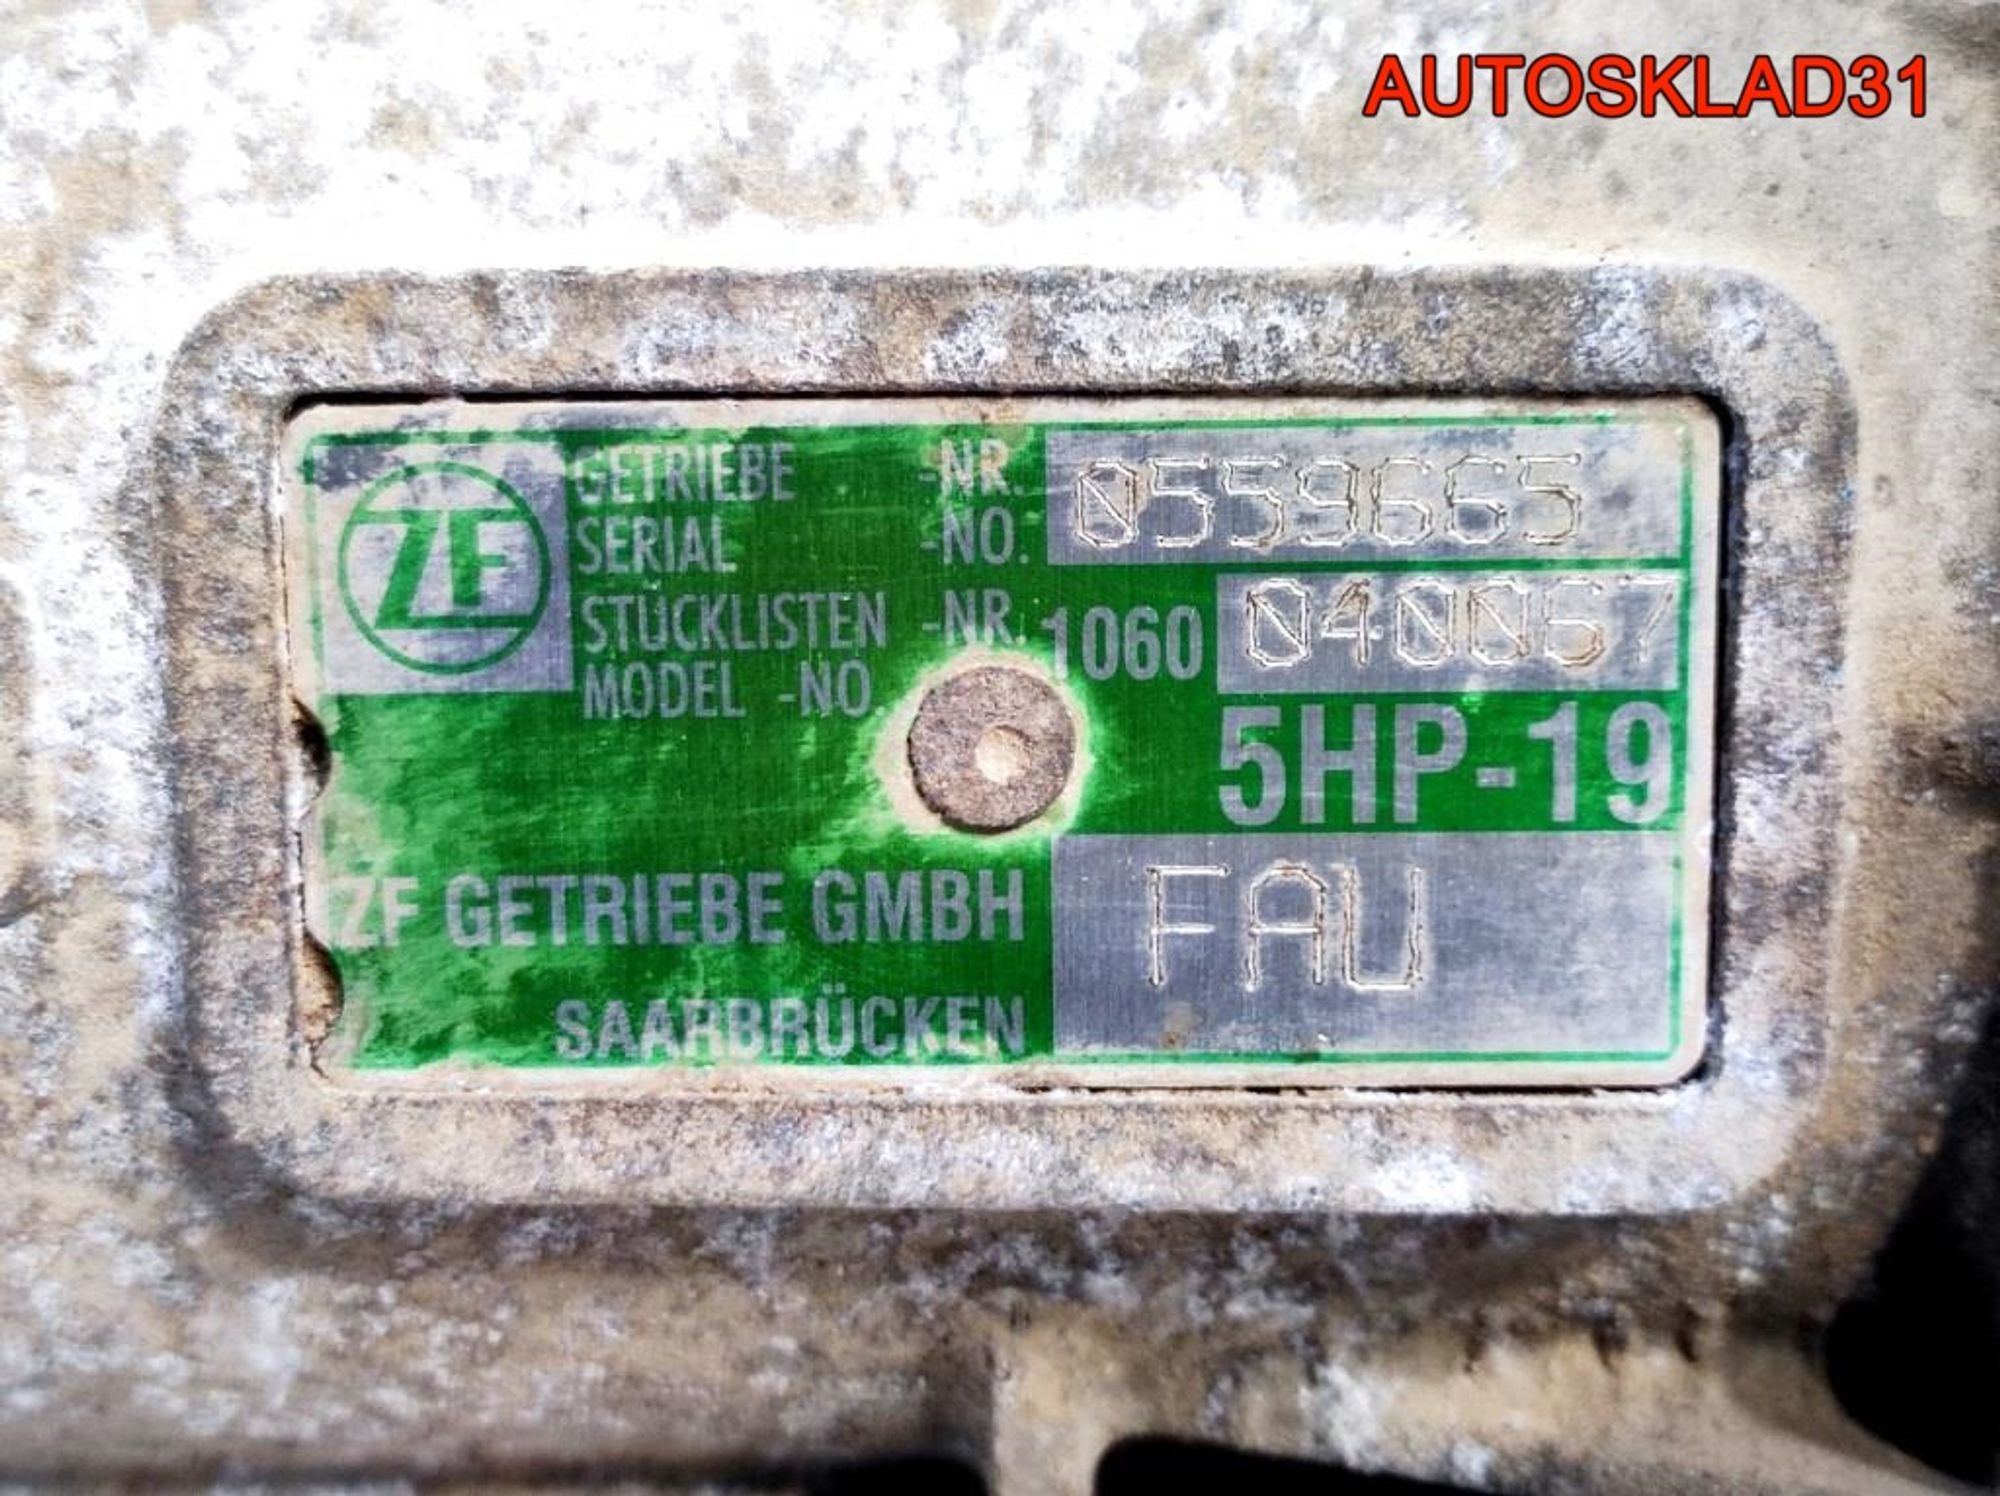 AUTOSKLAD31
ZF
GETRIEBE -NR. 0559665
SERIAL -NO.
STÜCKLISTEN -NR. 1060 040067
MODEL -NO.
5HP-19
ZF GETRIEBE GMBH FAU
SAARBRÜCKEN